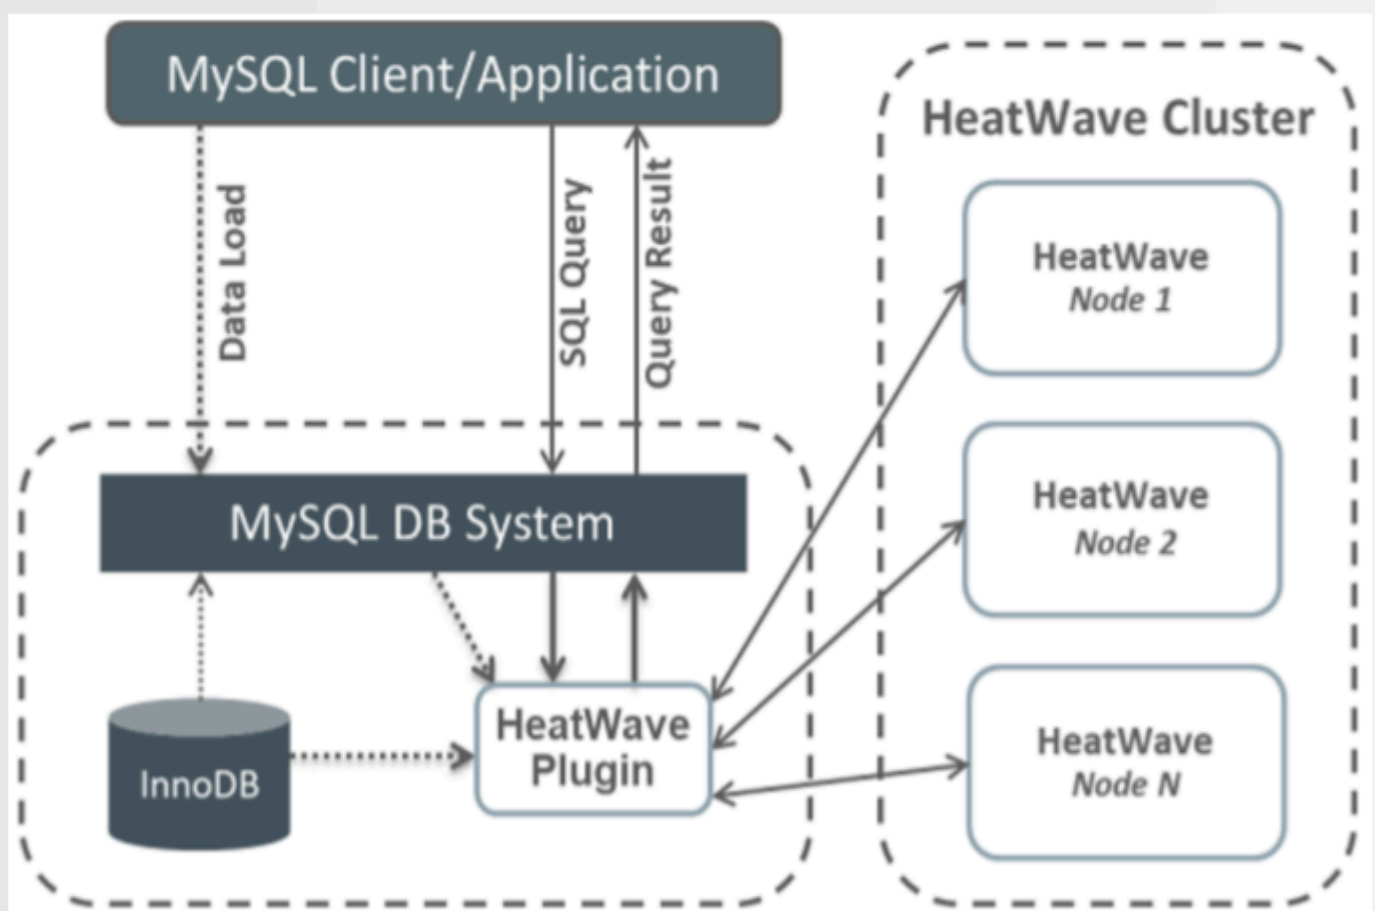 MySQL Client/Application
Data Load
SQL Query
Query Result
MySQL DB System
InnoDB
HeatWave
Plugin
HeatWave Cluster
HeatWave
Node 1
HeatWave
Node 2
HeatWave
Node N